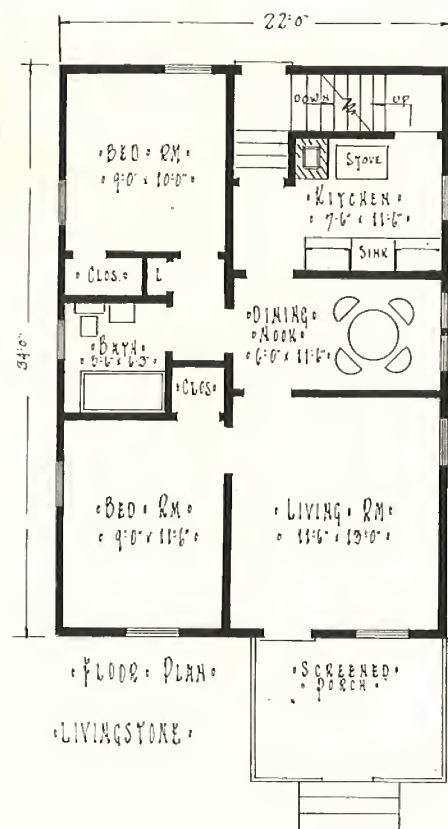 22'-0"
34'-0"
DOWN
UP
BED • RM
9'-0" x 10'-0"
STOVE
KITCHEN
7'-6" x 11'-6"
SINK
CLOS.
L
DINING
NOOK
6'-0" x 11'-6"
BATH
5'-6" x 6'-3"
CLOS
BED • RM
9'-0" x 11'-6"
LIVING • RM
11'-6" x 13'-0"
• FLOOR • PLAN •
• SCREENED •
• PORCH •
• LIVINGSTONE •